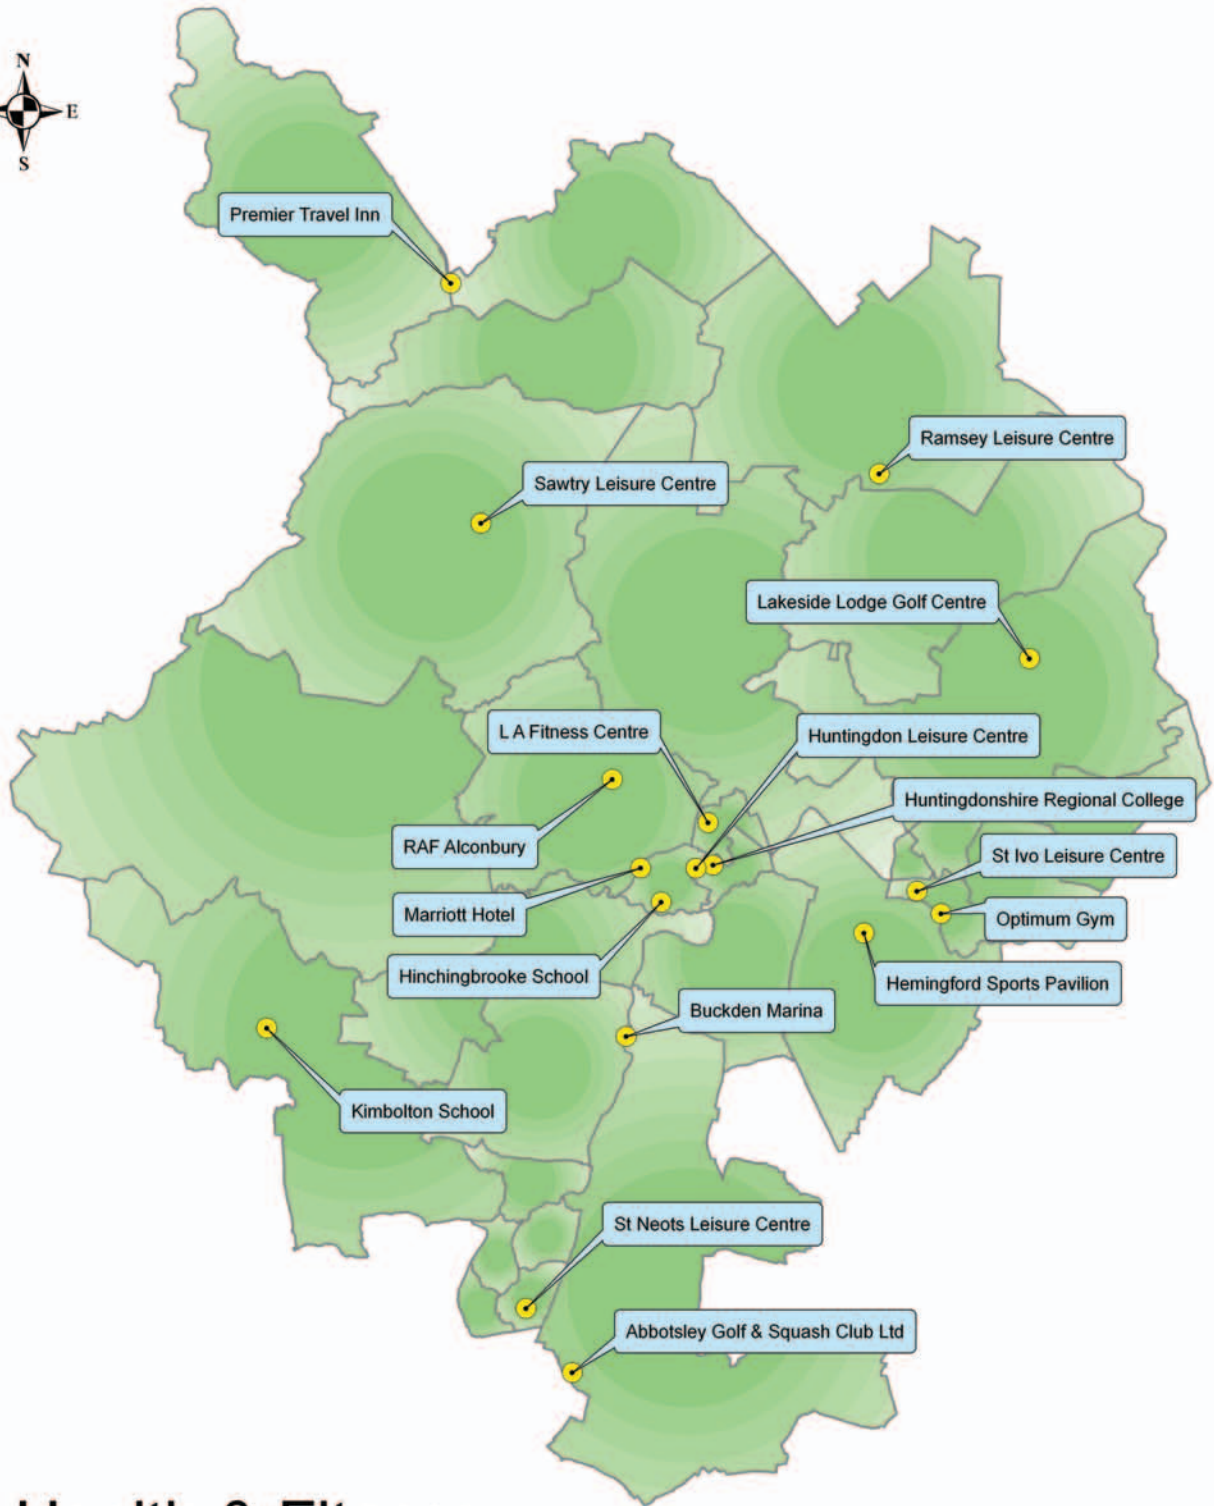 N
E
S
Premier Travel Inn
Ramsey Leisure Centre
Sawtry Leisure Centre
Lakeside Lodge Golf Centre
L A Fitness Centre
Huntingdon Leisure Centre
Huntingdonshire Regional College
RAF Alconbury
St Ivo Leisure Centre
Marriott Hotel
Optimum Gym
Hinchingbrooke School
Hemingford Sports Pavilion
Buckden Marina
Kimbolton School
St Neots Leisure Centre
Abbotsley Golf & Squash Club Ltd